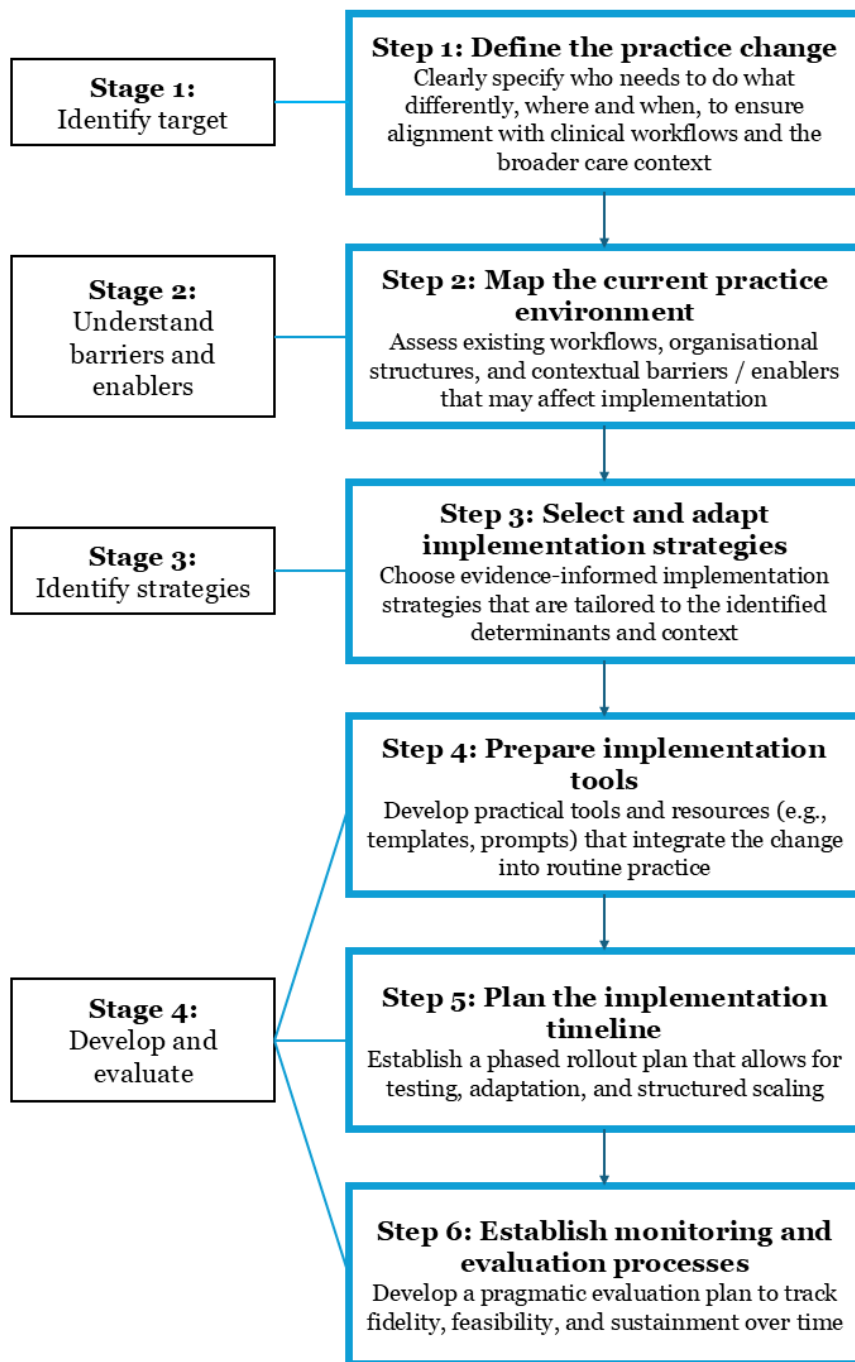 Stage 1:
Identify target
Step 1: Define the practice change
Clearly specify who needs to do what
differently, where and when, to ensure
alignment with clinical workflows and the
broader care context
Stage 2:
Understand
barriers and
enablers
Step 2: Map the current practice
environment
Assess existing workflows, organisational
structures, and contextual barriers / enablers
that may affect implementation
Stage 3:
Identify strategies
Step 3: Select and adapt
implementation strategies
Choose evidence-informed implementation
strategies that are tailored to the identified
determinants and context
Step 4: Prepare implementation
tools
Develop practical tools and resources (e.g.,
templates, prompts) that integrate the change
into routine practice
Stage 4:
Develop and
evaluate
Step 5: Plan the implementation
timeline
Establish a phased rollout plan that allows for
testing, adaptation, and structured scaling
Step 6: Establish monitoring and
evaluation processes
Develop a pragmatic evaluation plan to track
fidelity, feasibility, and sustainment over time